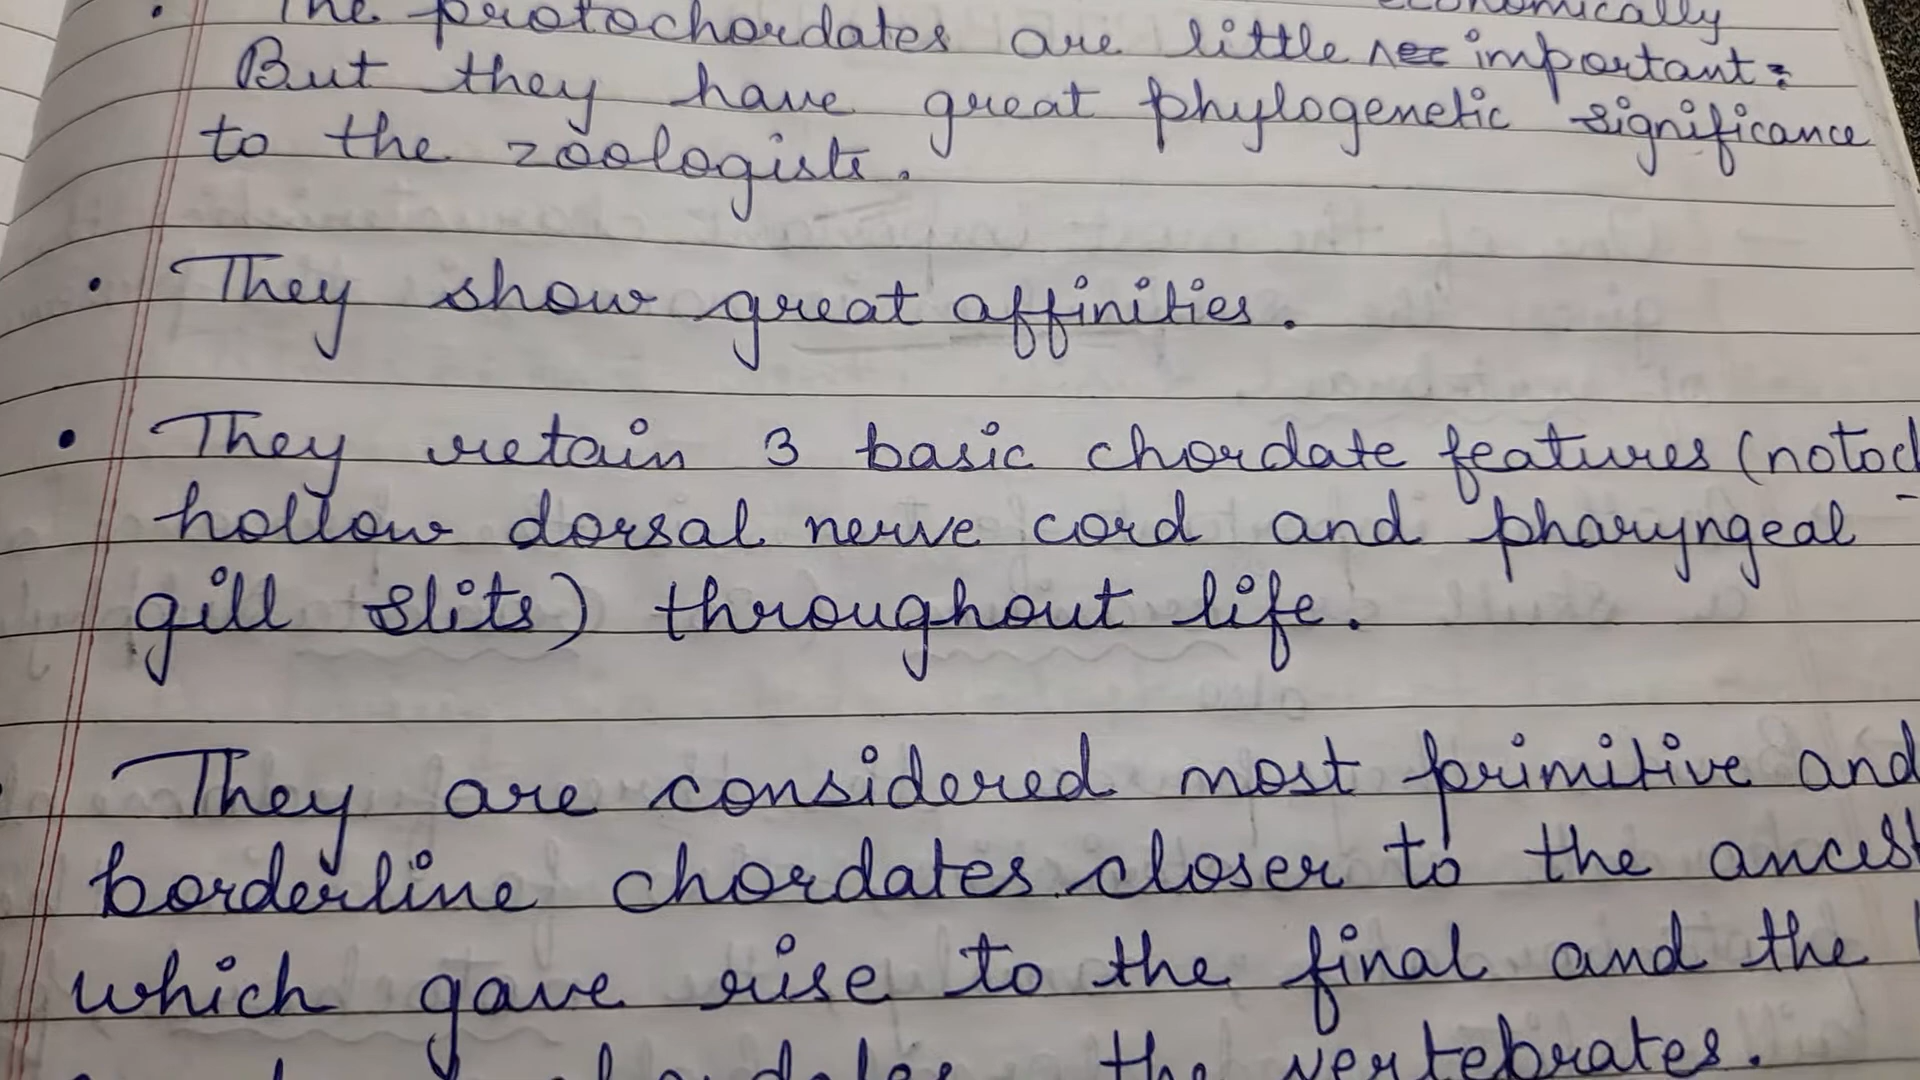 economically
• The protochordates are little important.
But they have great phylogenetic significance
to the zoologists.
• They show great affinities.
• They retain 3 basic chordate features (notoc
hollow dorsal nerve cord and pharyngeal
gill slits) throughout life.
They are considered most primitive and
borderline chordates closer to the ancest
which gave rise to the final and the
the vertebrates.